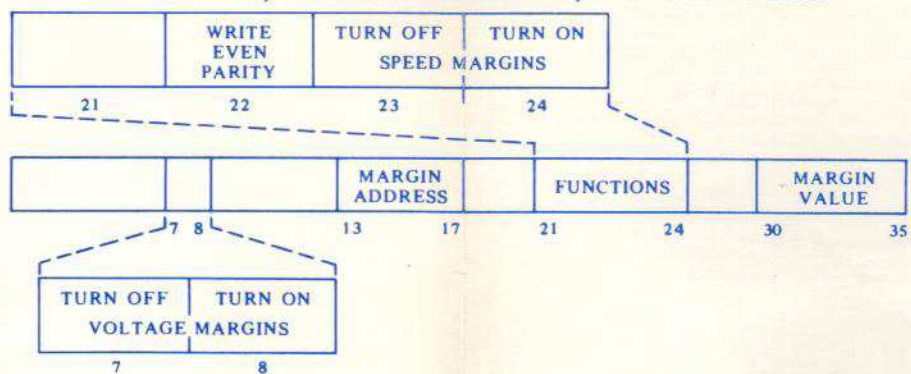 WRITE TURN OFF TURN ON
EVEN SPEED MARGINS
PARITY
21 22 23 24
MARGIN ADDRESS FUNCTIONS MARGIN VALUE
7 8 13 17 21 24 30 35
TURN OFF TURN ON
VOLTAGE MARGINS
7 8